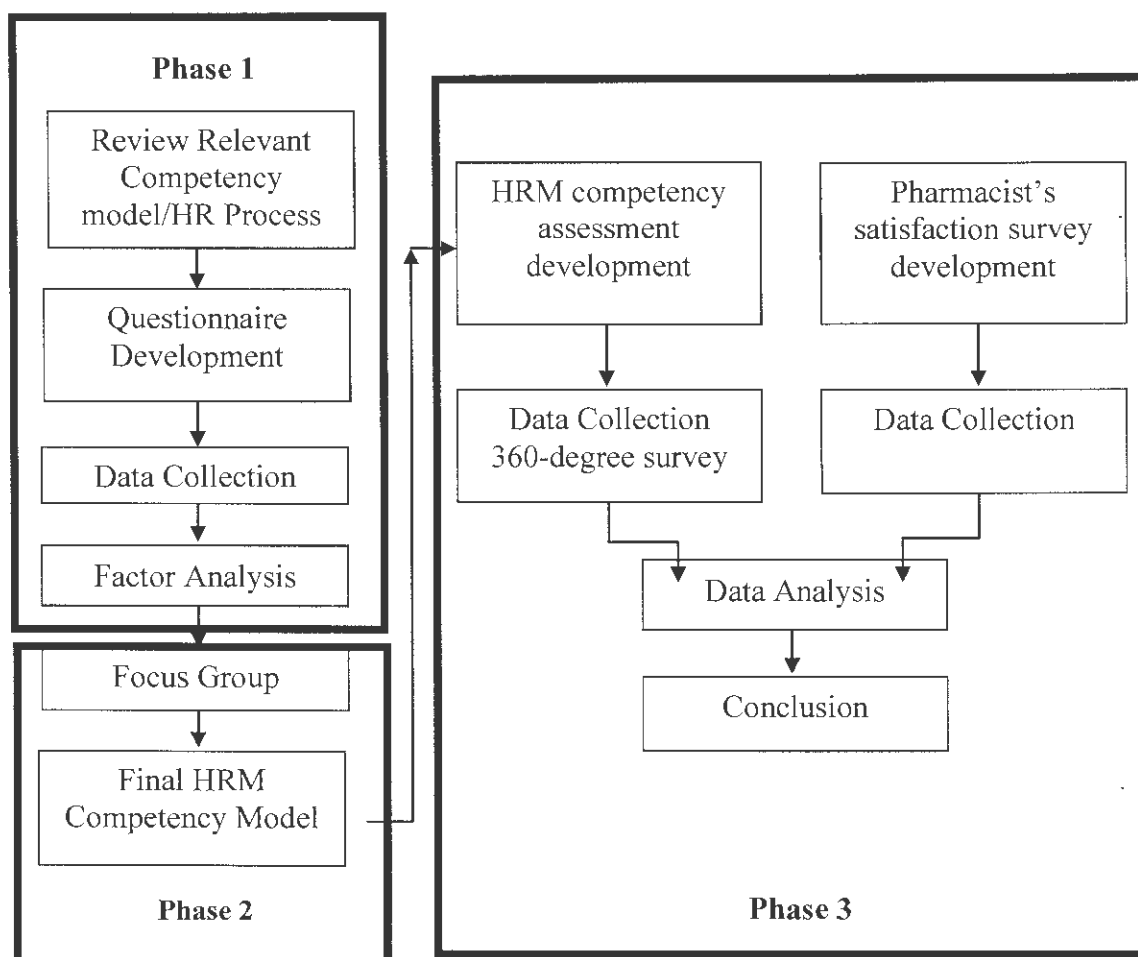 Phase 1
Review Relevant
Competency
model/HR Process
Questionnaire
Development
Data Collection
Factor Analysis
Focus Group
Final HRM
Competency Model
Phase 2
HRM competency
assessment
development
Pharmacist's
satisfaction survey
development
Data Collection
360-degree survey
Data Collection
Data Analysis
Conclusion
Phase 3